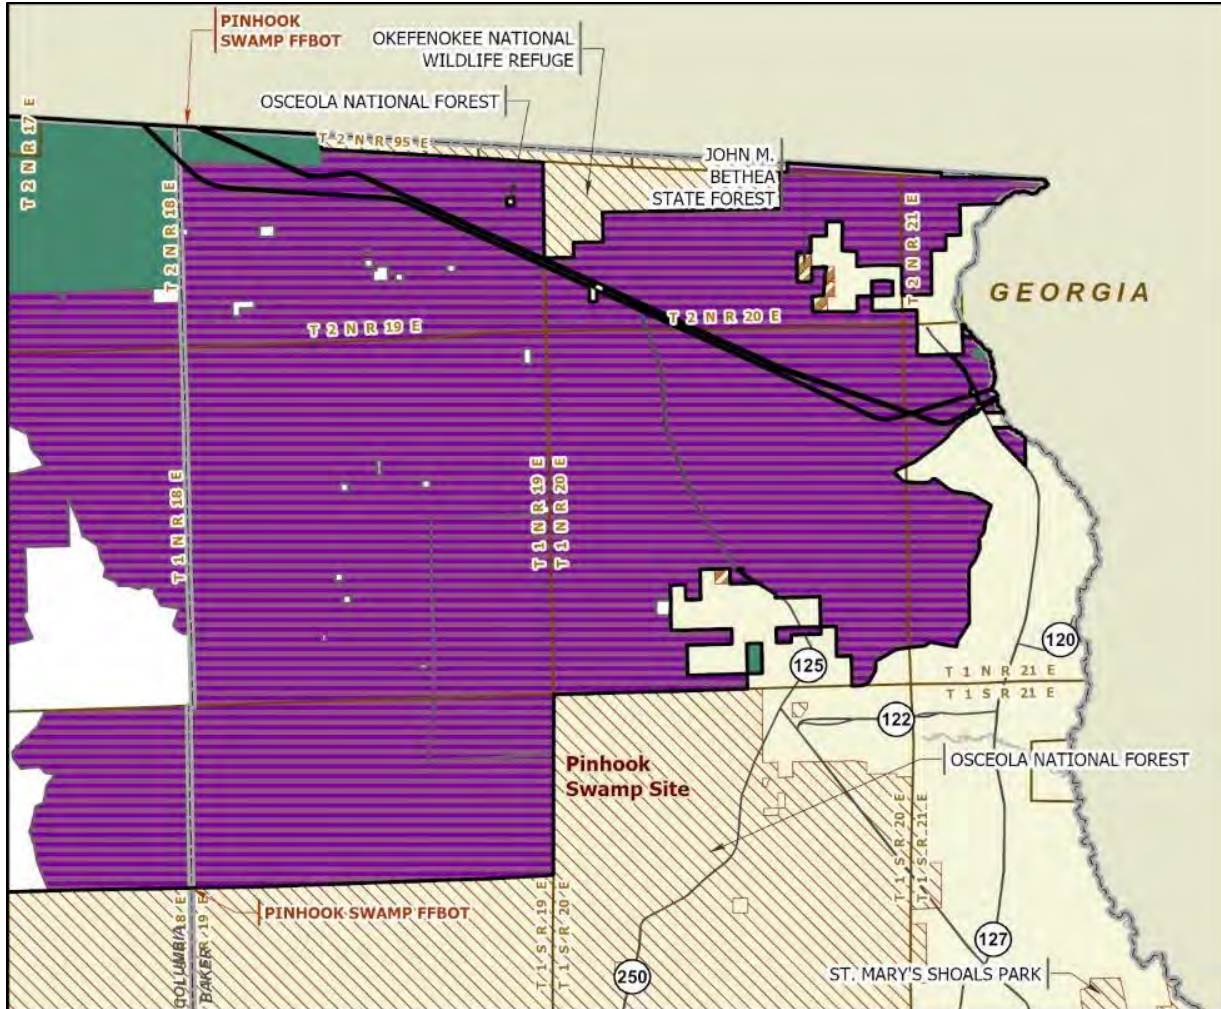 PINHOOK
SWAMP FFBOT
OKEFENOKEE NATIONAL
WILDLIFE REFUGE
OSCEOLA NATIONAL FOREST
T 2 N R 17 E
T 2 N R 95 E
JOHN M.
BETHEA
STATE FOREST
T 2 N R 18 E
T 2 N R 21 E
GEORGIA
T 2 N R 19 E
T 2 N R 20 E
T 1 N R 18 E
T 1 N R 19 E
T 1 N R 20 E
120
125
T 1 N R 21 E
T 1 S R 21 E
122
Pinhook
Swamp Site
OSCEOLA NATIONAL FOREST
T 1 S R 20 E
T 1 S R 21 E
PINHOOK SWAMP FFBOT
COLUMBIA
BAKER
T 1 S R 19 E
T 1 S R 20 E
127
250
ST. MARY'S SHOALS PARK